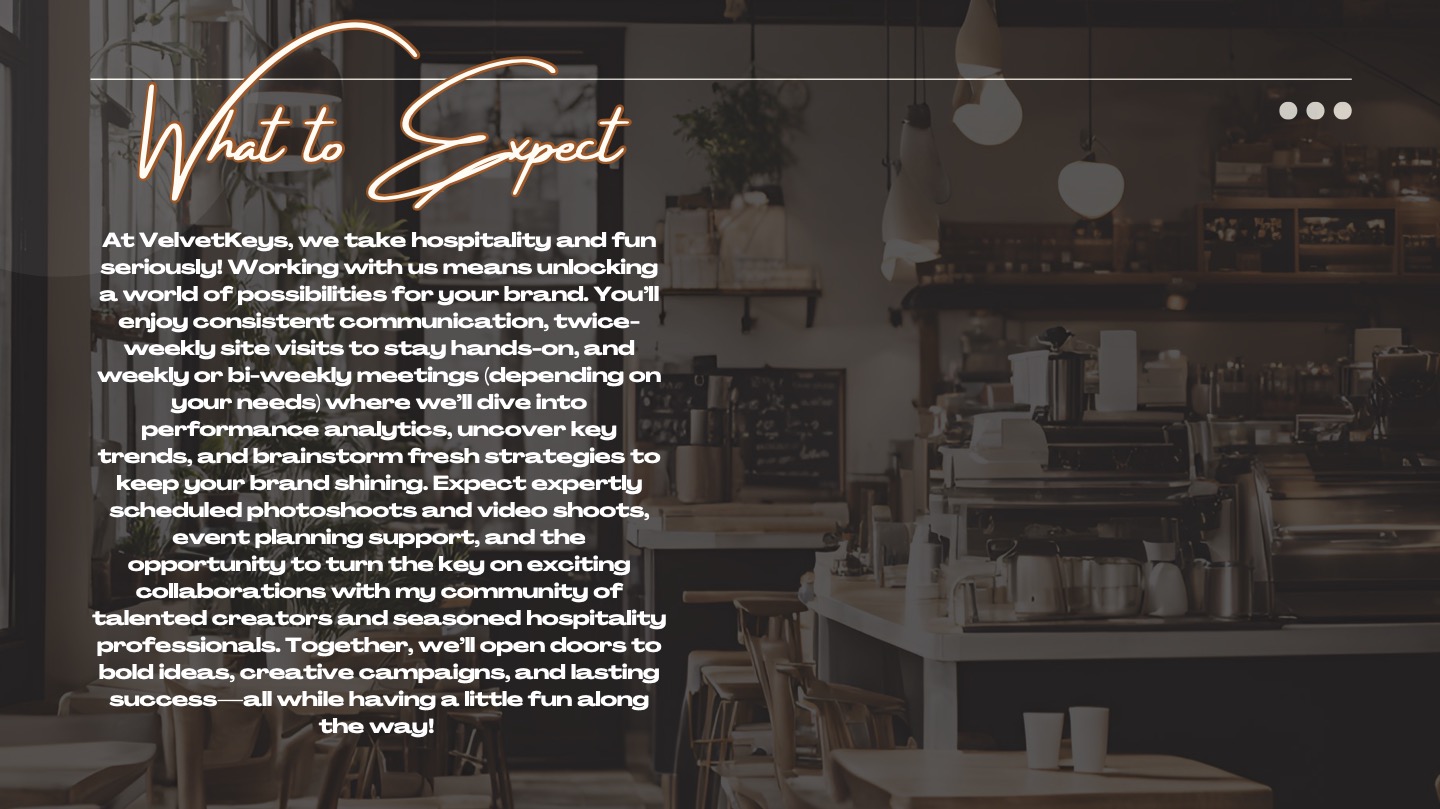 What to Expect
At VelvetKeys, we take hospitality and fun
seriously! Working with us means unlocking
a world of possibilities for your brand. You’ll
enjoy consistent communication, twice-
weekly site visits to stay hands-on, and
weekly or bi-weekly meetings (depending on
your needs) where we’ll dive into
performance analytics, uncover key
trends, and brainstorm fresh strategies to
keep your brand shining. Expect expertly
scheduled photoshoots and video shoots,
event planning support, and the
opportunity to turn the key on exciting
collaborations with my community of
talented creators and seasoned hospitality
professionals. Together, we’ll open doors to
bold ideas, creative campaigns, and lasting
success—all while having a little fun along
the way!